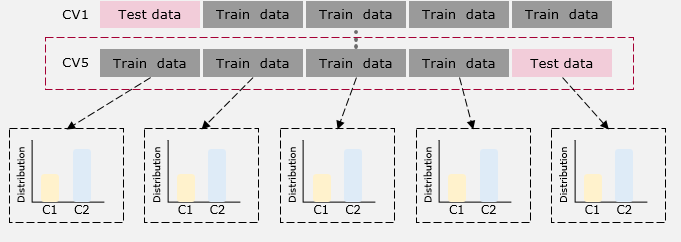 CV1 Test data Train data Train data Train data Train data
CV5 Train data Train data Train data Train data Test data
Distribution Distribution Distribution Distribution Distribution
C1 C2 C1 C2 C1 C2 C1 C2 C1 C2